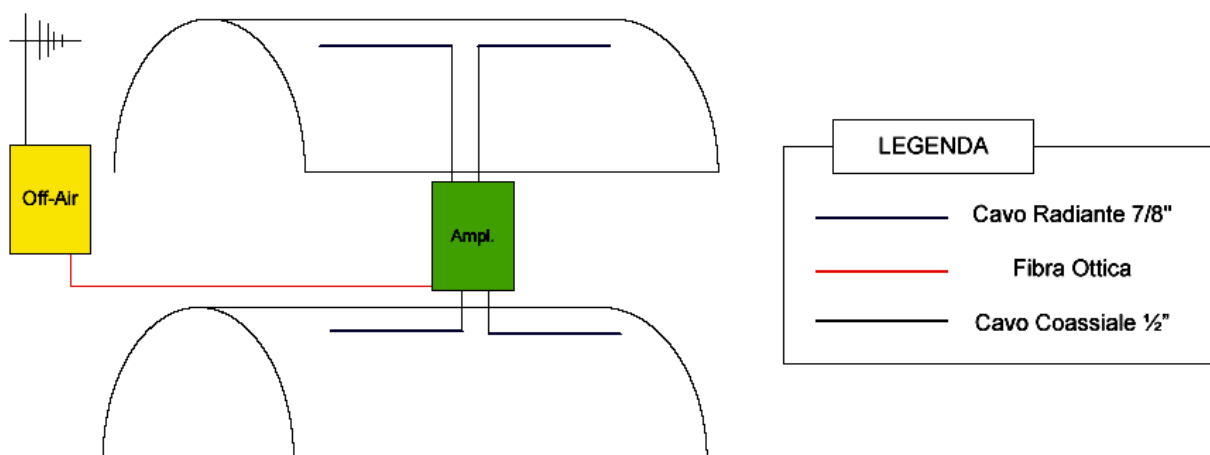 LEGENDA
Off-Air
Cavo Radiante 7/8"
Ampl.
Fibra Ottica
Cavo Coassiale ½”